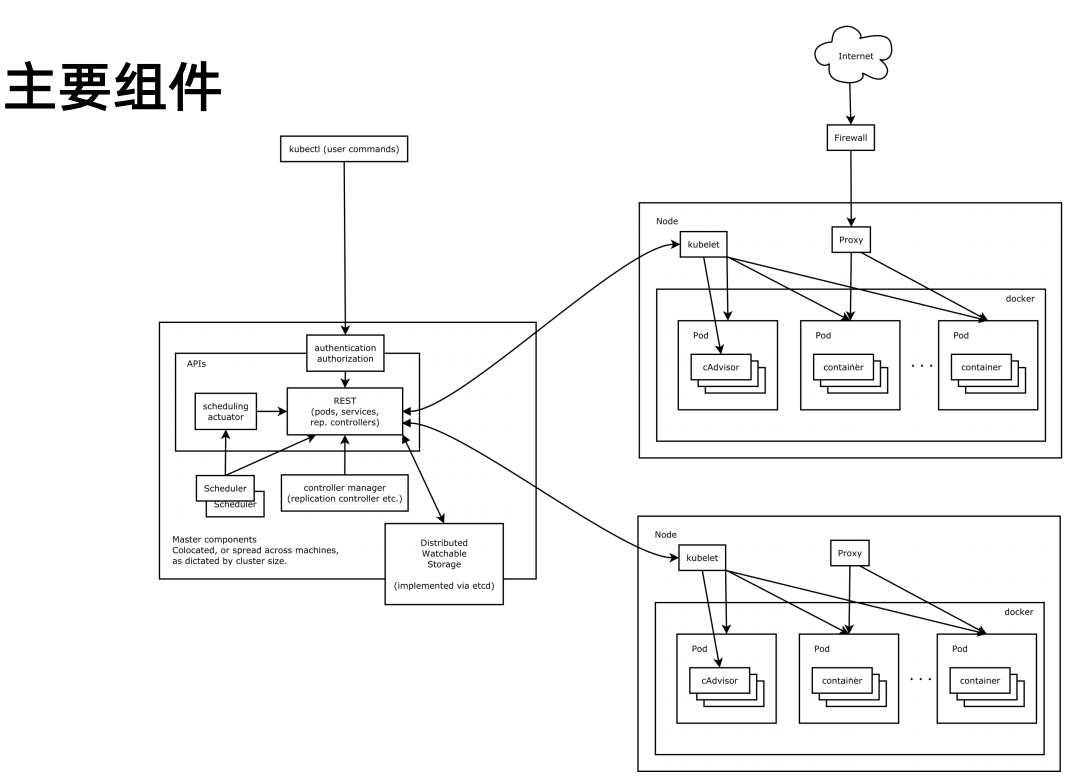 主要组件
Internet
Firewall
kubectl (user commands)
Node
kubelet
Proxy
docker
Pod
Pod
Pod
cAdvisor
container
. . .
container
authentication
authorization
APIs
REST
(pods, services,
rep. controllers)
scheduling
actuator
Scheduler
Scheduler
controller manager
(replication controller etc.)
Master components
Colocated, or spread across machines,
as dictated by cluster size.
Distributed
Watchable
Storage
(implemented via etcd)
Node
kubelet
Proxy
docker
Pod
Pod
Pod
cAdvisor
container
. . .
container